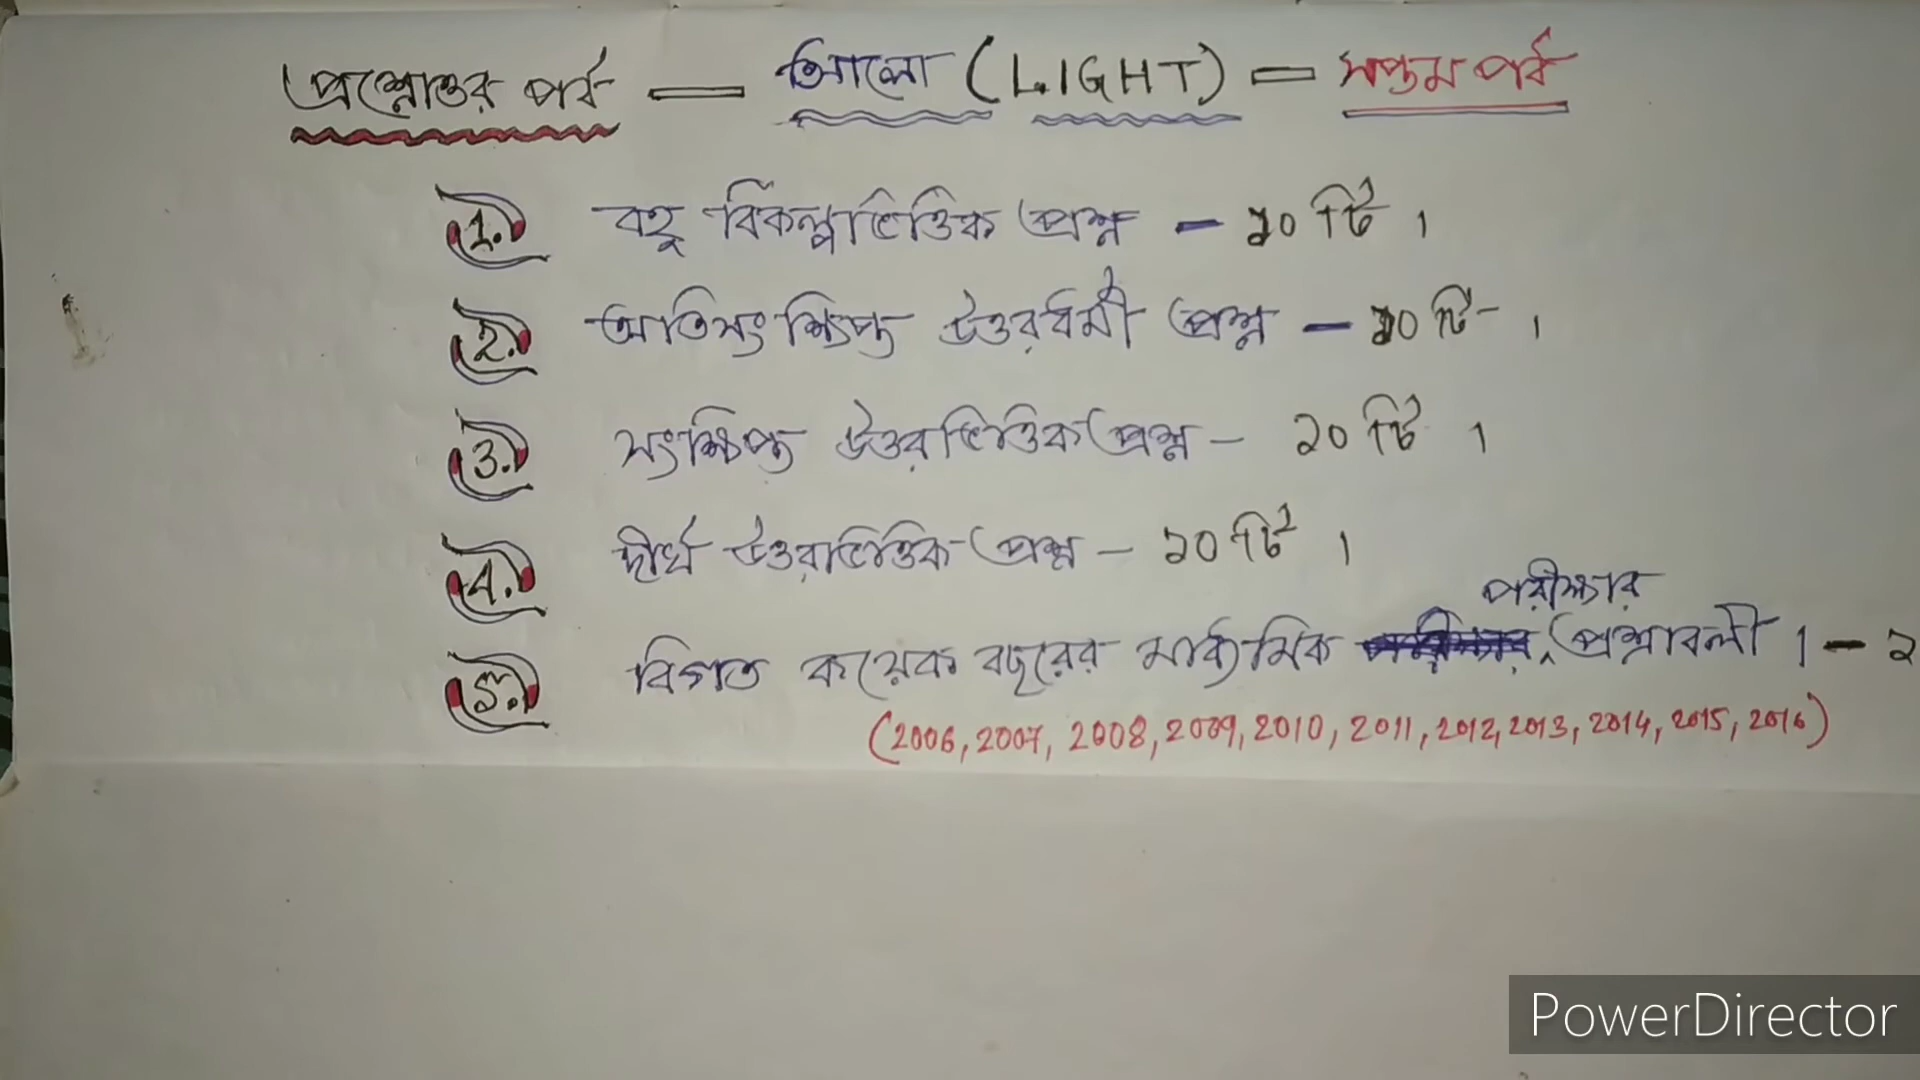 প্রশ্নোত্তর পর্ব — আলো (LIGHT) — সপ্তম পর্ব
1. বহু বিকল্পভিত্তিক প্রশ্ন - ১০ টি ।
2. অতিসংক্ষিপ্ত উত্তরধর্মী প্রশ্ন - ১০ টি ।
3. সংক্ষিপ্ত উত্তরভিত্তিক প্রশ্ন - ২০ টি ।
4. দীর্ঘ উত্তরভিত্তিক প্রশ্ন - ১০ টি ।
পরীক্ষার
5. বিগত কয়েক বছরের মাধ্যমিক প্রশ্নাবলী । - ২
(2006, 2007, 2008, 2009, 2010, 2011, 2012, 2013, 2014, 2015, 2016)
PowerDirector